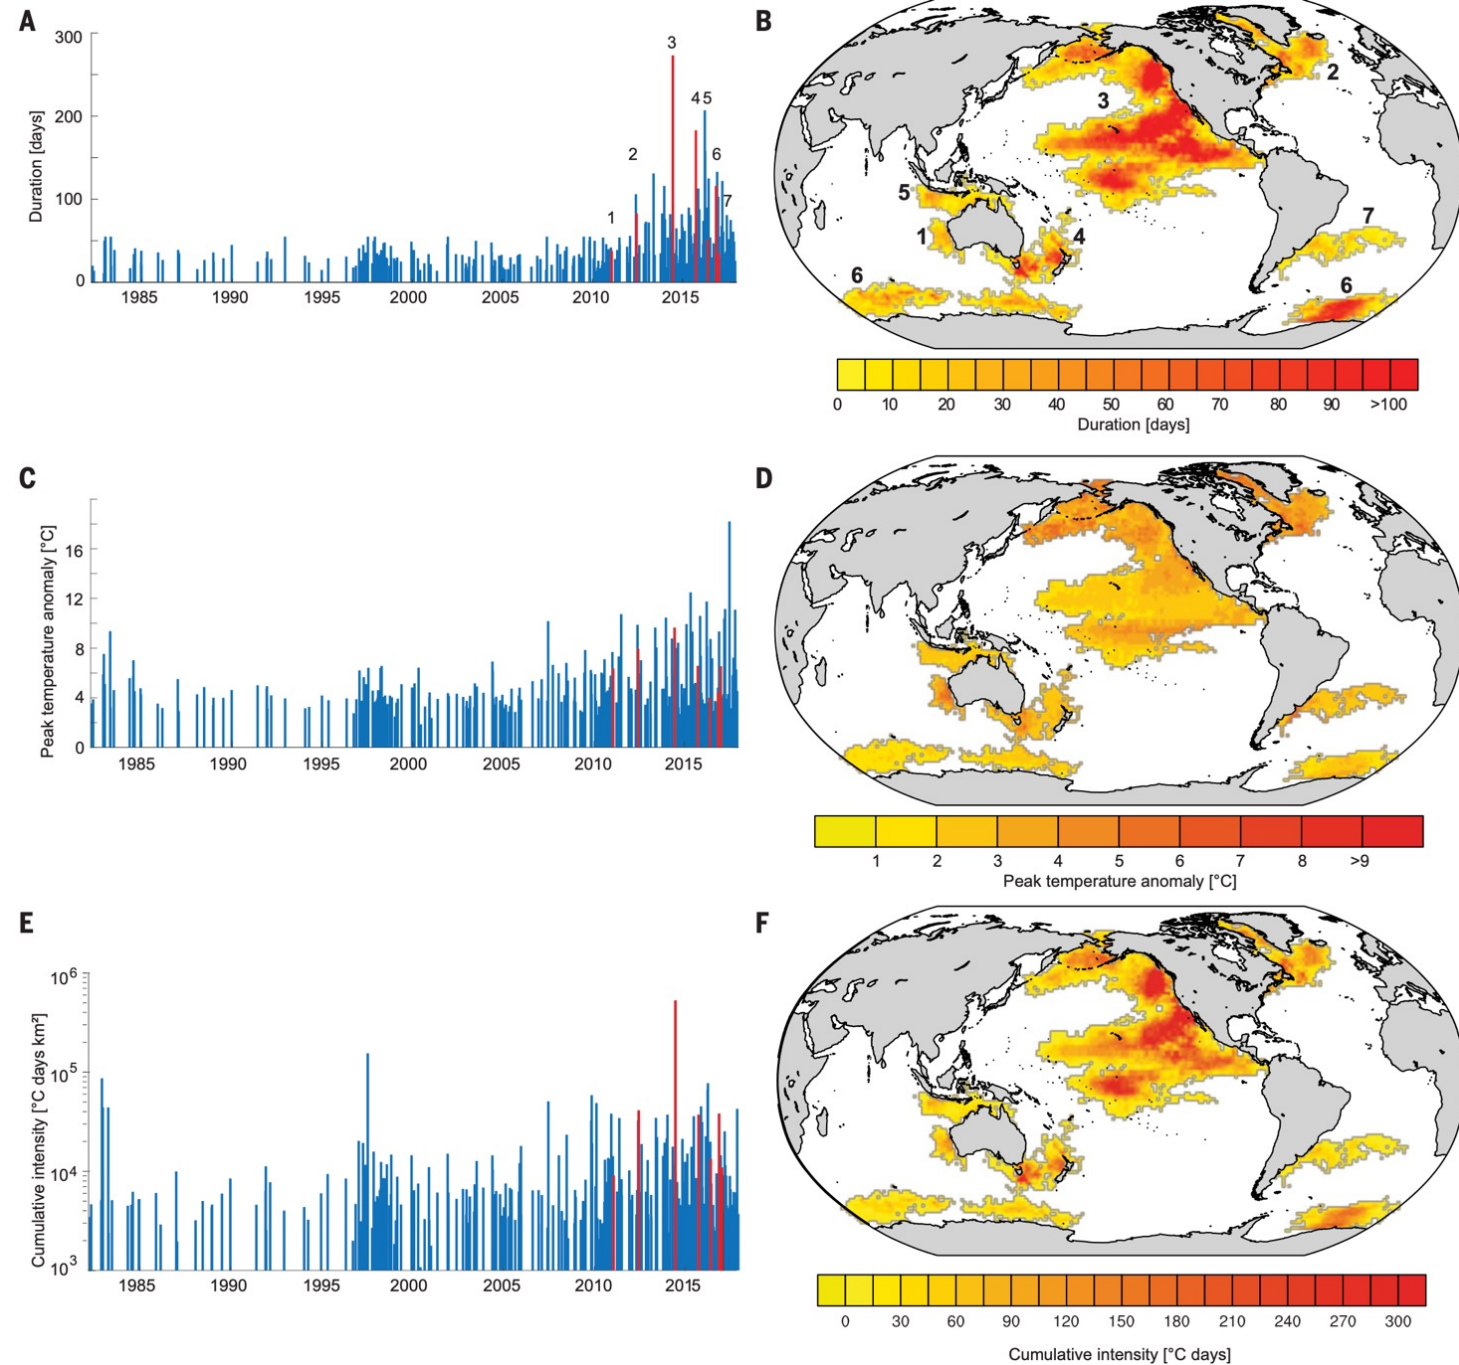 A
Duration [days]
300
200
100
0
1
2
3
4 5
6
7
1985 1990 1995 2000 2005 2010 2015
B
1
2
3
4
5
6
6
7
0 10 20 30 40 50 60 70 80 90 >100
Duration [days]
C
Peak temperature anomaly [°C]
16
12
8
4
0
1985 1990 1995 2000 2005 2010 2015
D
1 2 3 4 5 6 7 8 >9
Peak temperature anomaly [°C]
E
Cumulative intensity [°C days km²]
10⁶
10⁵
10⁴
10³
1985 1990 1995 2000 2005 2010 2015
F
0 30 60 90 120 150 180 210 240 270 300
Cumulative intensity [°C days]